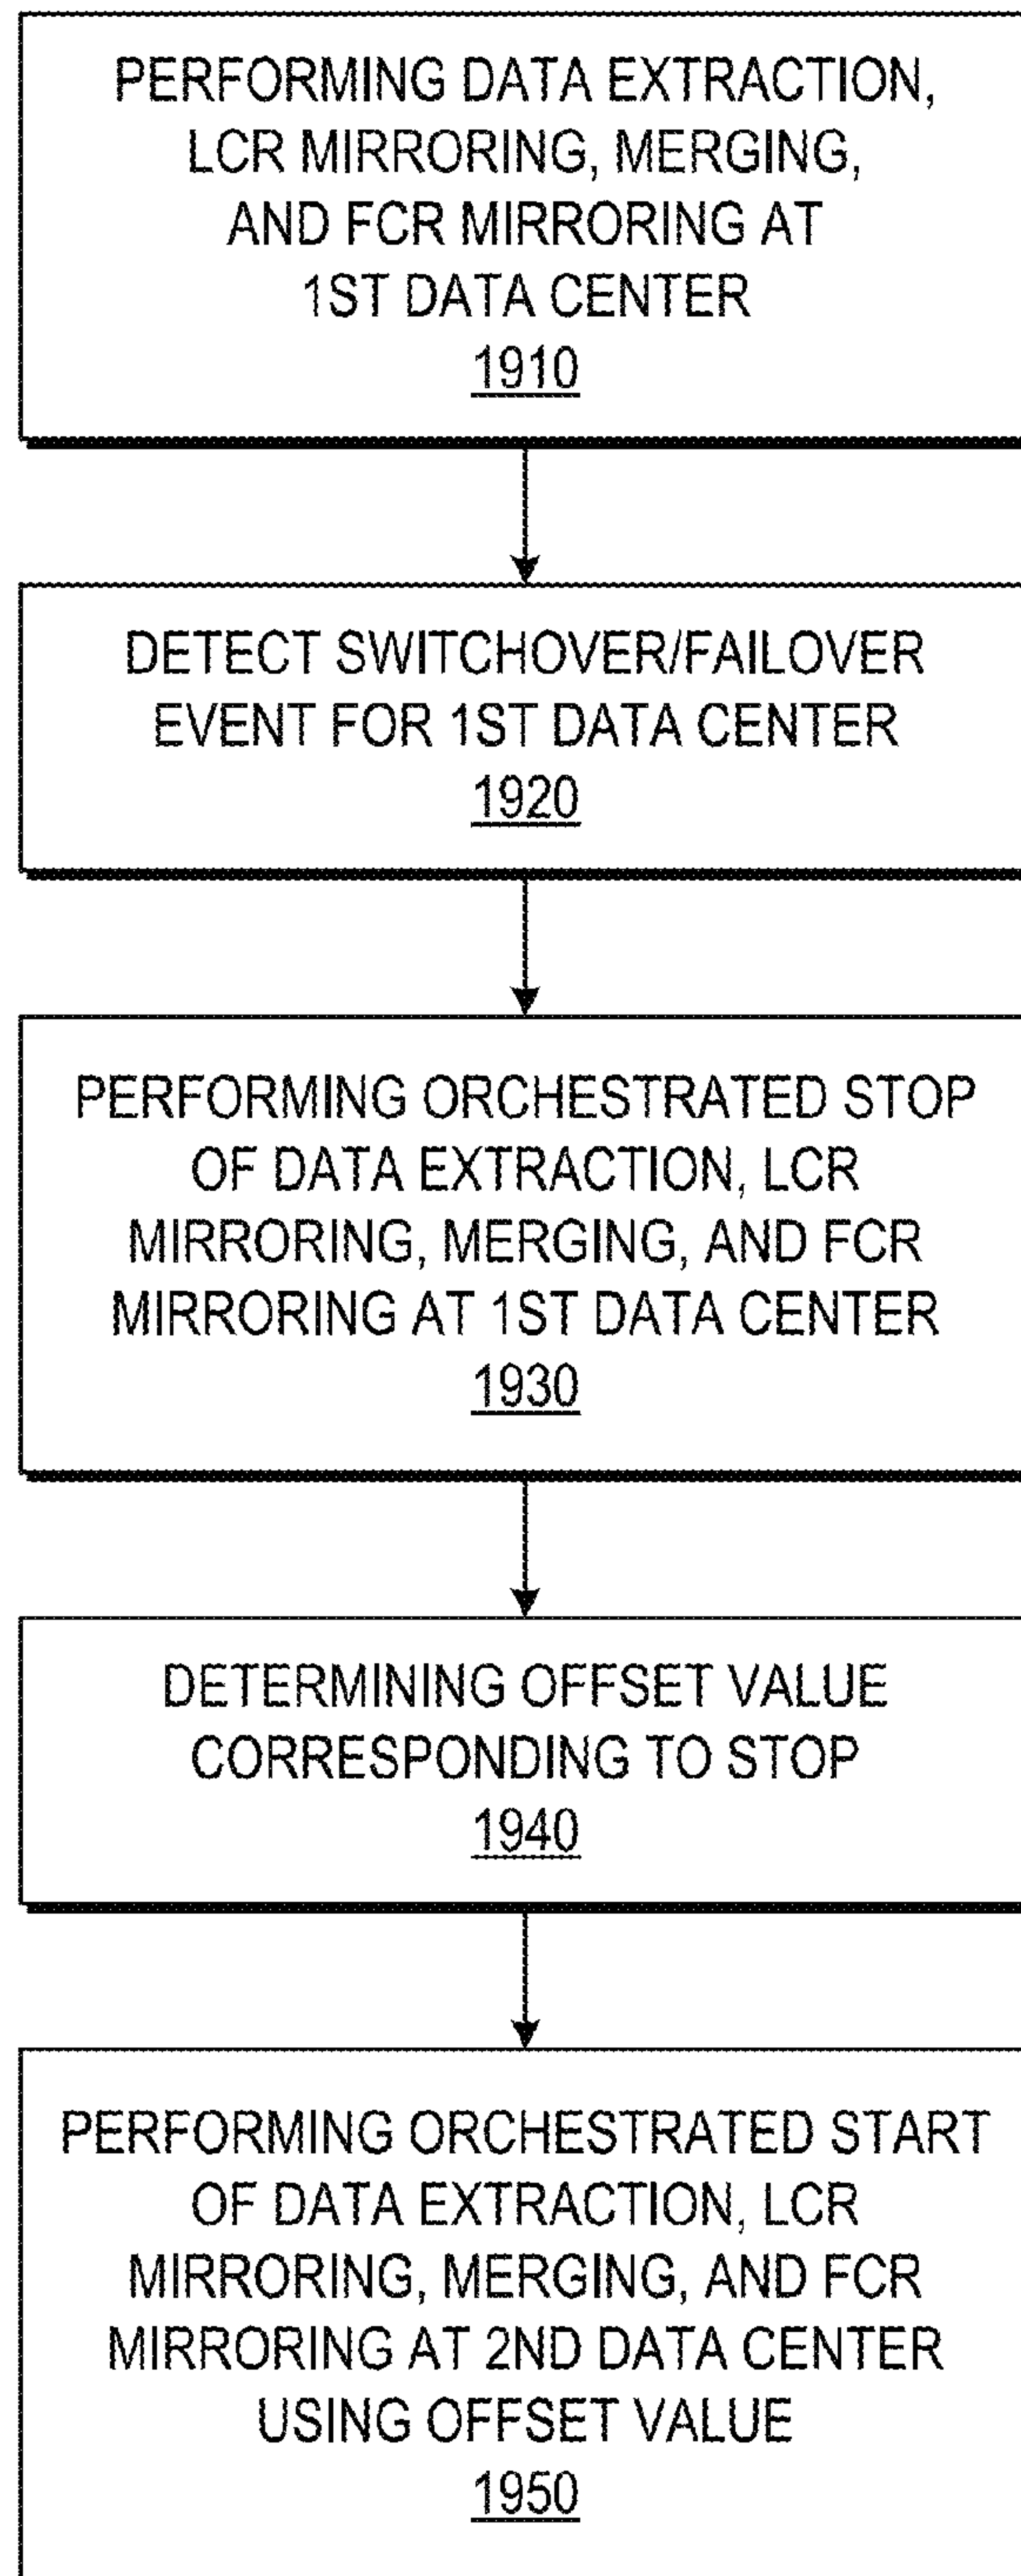 PERFORMING DATA EXTRACTION,
LCR MIRRORING, MERGING,
AND FCR MIRRORING AT
1ST DATA CENTER
1910
DETECT SWITCHOVER/FAILOVER
EVENT FOR 1ST DATA CENTER
1920
PERFORMING ORCHESTRATED STOP
OF DATA EXTRACTION, LCR
MIRRORING, MERGING, AND FCR
MIRRORING AT 1ST DATA CENTER
1930
DETERMINING OFFSET VALUE
CORRESPONDING TO STOP
1940
PERFORMING ORCHESTRATED START
OF DATA EXTRACTION, LCR
MIRRORING, MERGING, AND FCR
MIRRORING AT 2ND DATA CENTER
USING OFFSET VALUE
1950